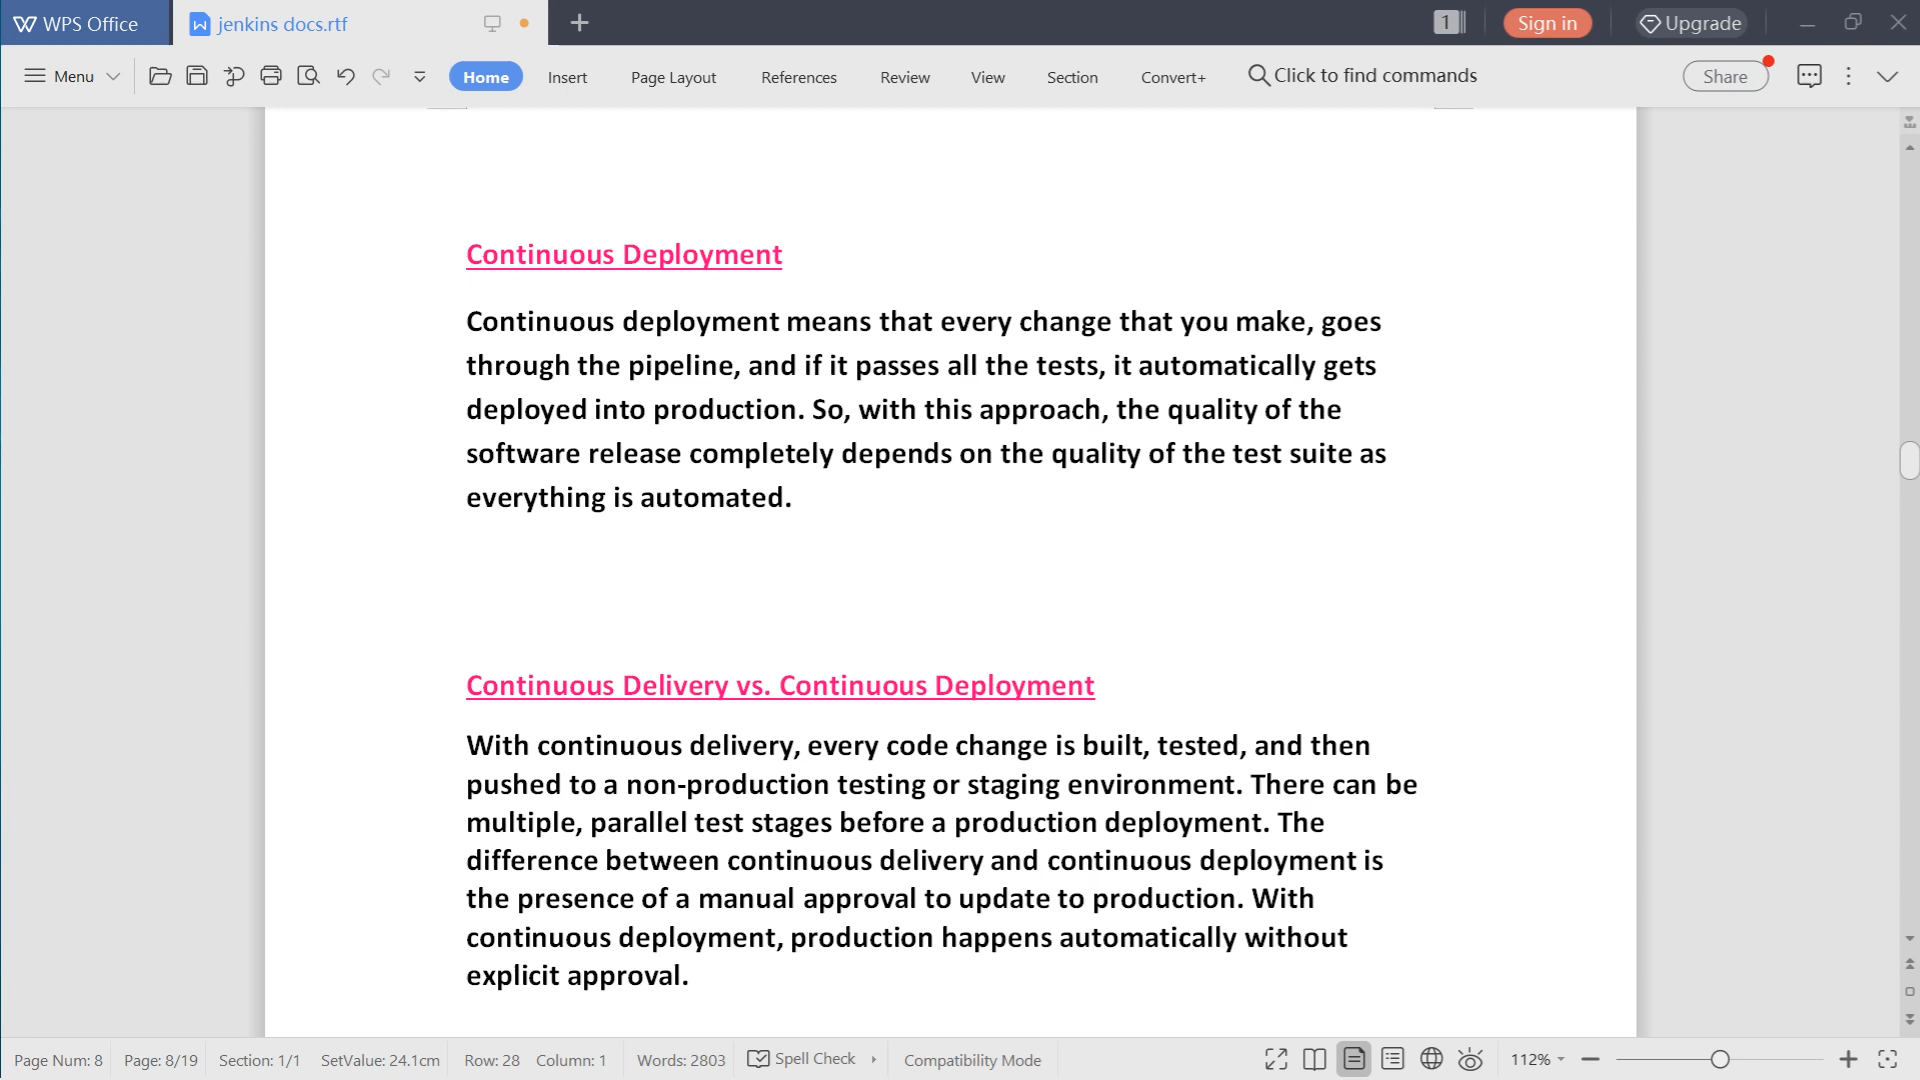 WPS Office
jenkins docs.rtf
1
Sign in
Upgrade
Menu
Home
Insert
Page Layout
References
Review
View
Section
Convert+
Click to find commands
Share
Continuous Deployment
Continuous deployment means that every change that you make, goes
through the pipeline, and if it passes all the tests, it automatically gets
deployed into production. So, with this approach, the quality of the
software release completely depends on the quality of the test suite as
everything is automated.
Continuous Delivery vs. Continuous Deployment
With continuous delivery, every code change is built, tested, and then
pushed to a non-production testing or staging environment. There can be
multiple, parallel test stages before a production deployment. The
difference between continuous delivery and continuous deployment is
the presence of a manual approval to update to production. With
continuous deployment, production happens automatically without
explicit approval.
Page Num: 8
Page: 8/19
Section: 1/1
SetValue: 24.1cm
Row: 28
Column: 1
Words: 2803
Spell Check
Compatibility Mode
112%